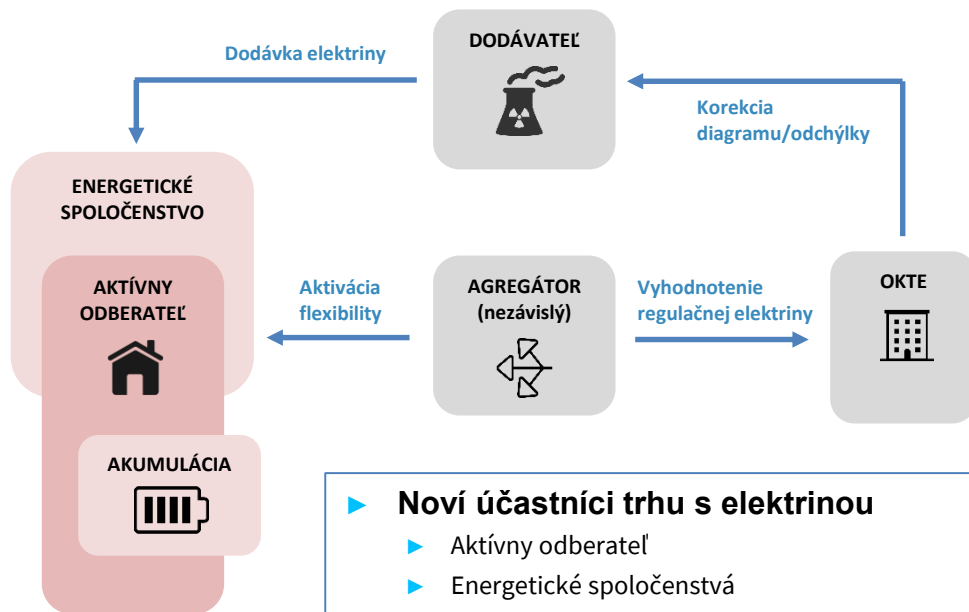 DODÁVATEĽ
Dodávka elektriny
Korekcia
diagramu/odchýlky
ENERGETICKÉ
SPOLOČENSTVO
AKTÍVNY
ODBERATEĽ
Aktivácia
flexibility
AGREGÁTOR
(nezávislý)
Vyhodnotenie
regulačnej elektriny
OKTE
AKUMULÁCIA
Noví účastníci trhu s elektrinou
Aktívny odberateľ
Energetické spoločenstvá